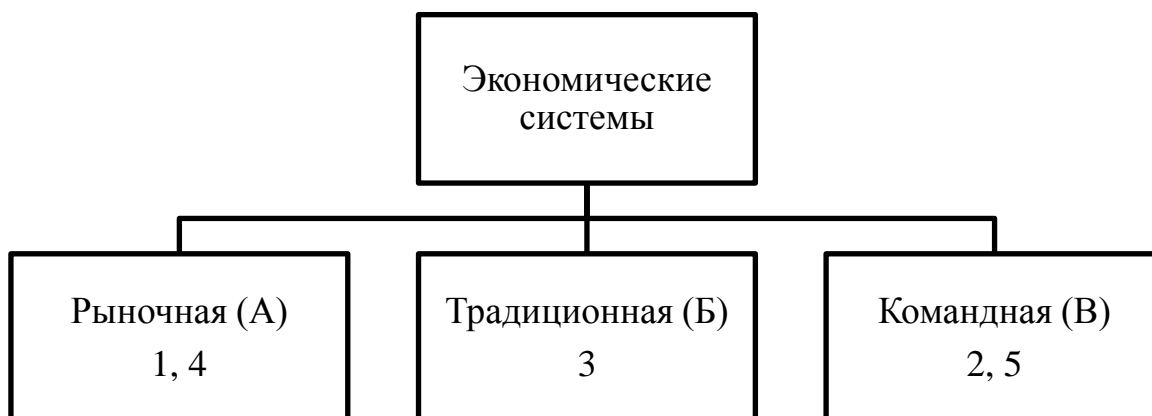 Экономические
системы
Рыночная (А)
1, 4
Традиционная (Б)
3
Командная (В)
2, 5